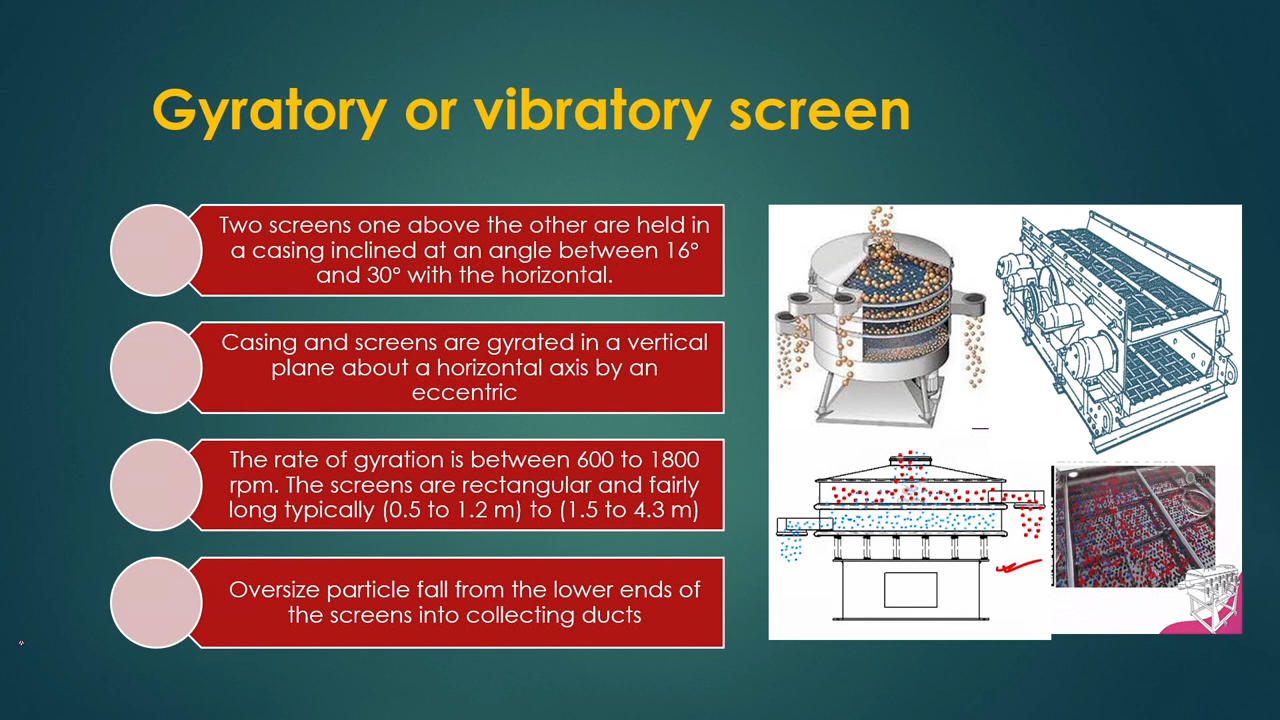 Gyratory or vibratory screen
Two screens one above the other are held in
a casing inclined at an angle between 16°
and 30° with the horizontal.
Casing and screens are gyrated in a vertical
plane about a horizontal axis by an
eccentric
The rate of gyration is between 600 to 1800
rpm. The screens are rectangular and fairly
long typically (0.5 to 1.2 m) to (1.5 to 4.3 m)
Oversize particle fall from the lower ends of
the screens into collecting ducts